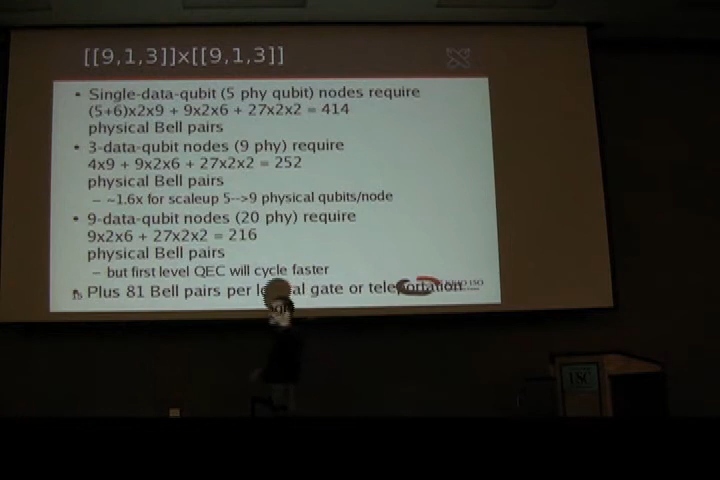 [[9,1,3]]x[[9,1,3]]
• Single-data-qubit (5 phy qubit) nodes require
(5+6)x2x9 + 9x2x6 + 27x2x2 = 414
physical Bell pairs
• 3-data-qubit nodes (9 phy) require
4x9 + 9x2x6 + 27x2x2 = 252
physical Bell pairs
– ~1.6x for scaleup 5-->9 physical qubits/node
• 9-data-qubit nodes (20 phy) require
9x2x6 + 27x2x2 = 216
physical Bell pairs
– but first level QEC will cycle faster
• Plus 81 Bell pairs per gate or teleportation
USC